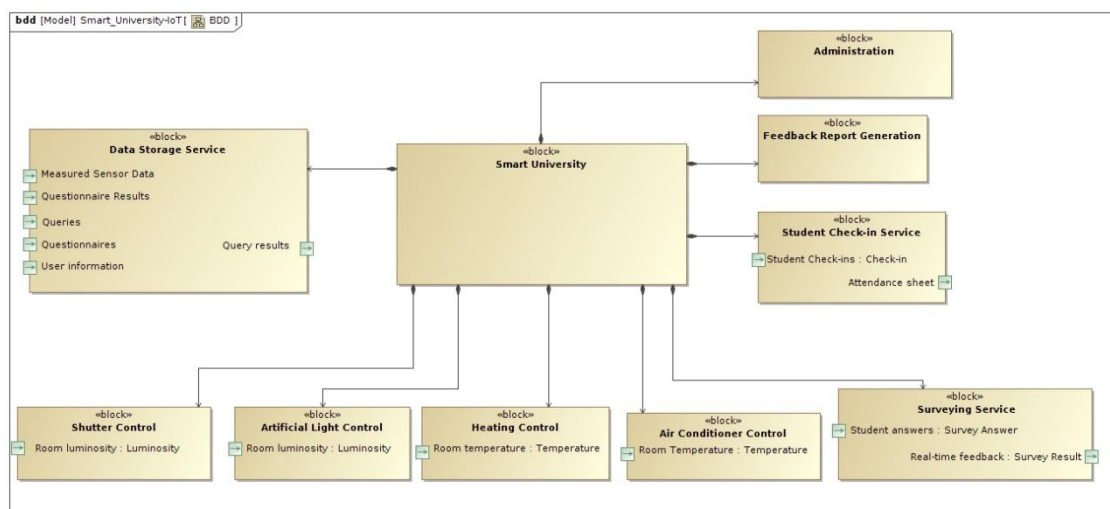 bdd [Model] Smart_University-IoT[ BDD ]
«block»
Administration
«block»
Feedback Report Generation
«block»
Data Storage Service
Measured Sensor Data
Questionnaire Results
Queries
Questionnaires
Query results
User information
«block»
Smart University
«block»
Student Check-in Service
Student Check-ins : Check-in
Attendance sheet
«block»
Shutter Control
Room luminosity : Luminosity
«block»
Artificial Light Control
Room luminosity : Luminosity
«block»
Heating Control
Room temperature : Temperature
«block»
Air Conditioner Control
Room Temperature : Temperature
«block»
Surveying Service
Student answers : Survey Answer
Real-time feedback : Survey Result